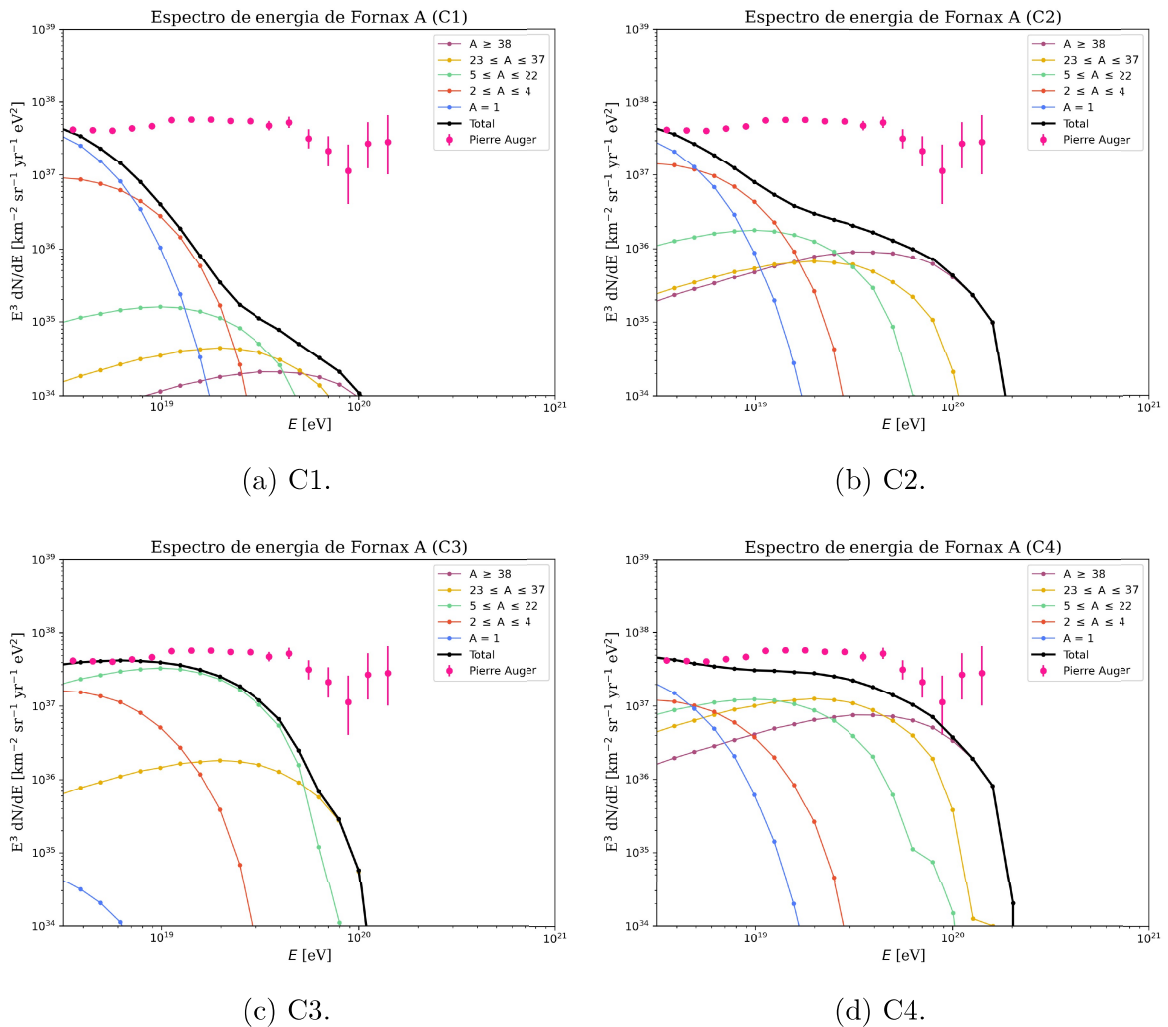 Espectro de energia de Fornax A (C1)
E³ dN/dE [km⁻² sr⁻¹ yr⁻¹ eV²]
10³⁹
10³⁸
10³⁷
10³⁶
10³⁵
10³⁴
A ≥ 38
23 ≤ A ≤ 37
5 ≤ A ≤ 22
2 ≤ A ≤ 4
A = 1
Total
Pierre Auger
10¹⁹
10²⁰
10²¹
E [eV]
(a) C1.
Espectro de energia de Fornax A (C2)
E³ dN/dE [km⁻² sr⁻¹ yr⁻¹ eV²]
10³⁹
10³⁸
10³⁷
10³⁶
10³⁵
10³⁴
A ≥ 38
23 ≤ A ≤ 37
5 ≤ A ≤ 22
2 ≤ A ≤ 4
A = 1
Total
Pierre Auger
10¹⁹
10²⁰
10²¹
E [eV]
(b) C2.
Espectro de energia de Fornax A (C3)
E³ dN/dE [km⁻² sr⁻¹ yr⁻¹ eV²]
10³⁹
10³⁸
10³⁷
10³⁶
10³⁵
10³⁴
A ≥ 38
23 ≤ A ≤ 37
5 ≤ A ≤ 22
2 ≤ A ≤ 4
A = 1
Total
Pierre Auger
10¹⁹
10²⁰
10²¹
E [eV]
(c) C3.
Espectro de energia de Fornax A (C4)
E³ dN/dE [km⁻² sr⁻¹ yr⁻¹ eV²]
10³⁹
10³⁸
10³⁷
10³⁶
10³⁵
10³⁴
A ≥ 38
23 ≤ A ≤ 37
5 ≤ A ≤ 22
2 ≤ A ≤ 4
A = 1
Total
Pierre Auger
10¹⁹
10²⁰
10²¹
E [eV]
(d) C4.